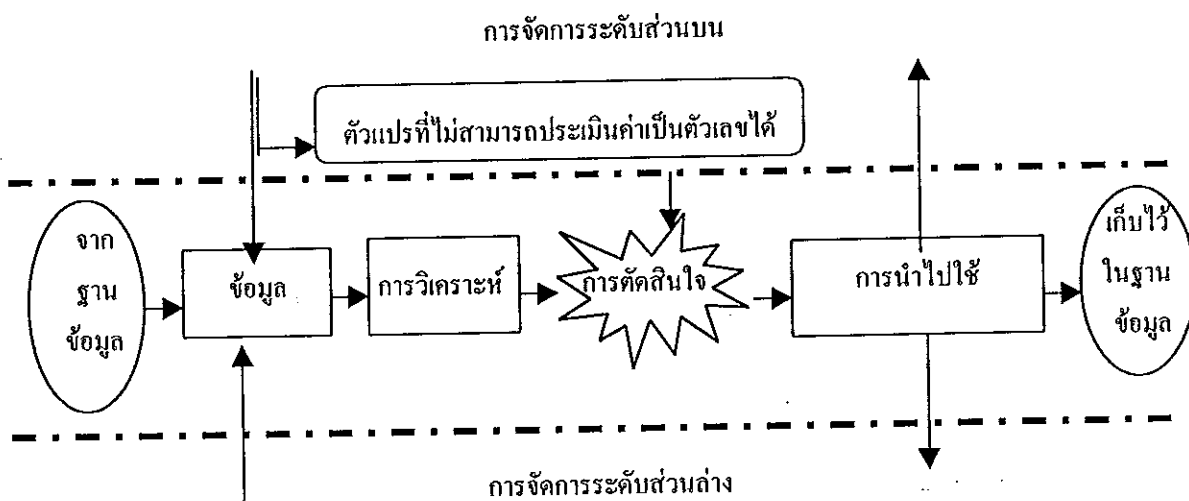 การจัดการระดับส่วนบน
ตัวแปรที่ไม่สามารถประเมินค่าเป็นตัวเลขได้
จาก
ฐาน
ข้อมูล
ข้อมูล
การวิเคราะห์
การตัดสินใจ
การนำไปใช้
เก็บไว้
ในฐาน
ข้อมูล
การจัดการระดับส่วนล่าง